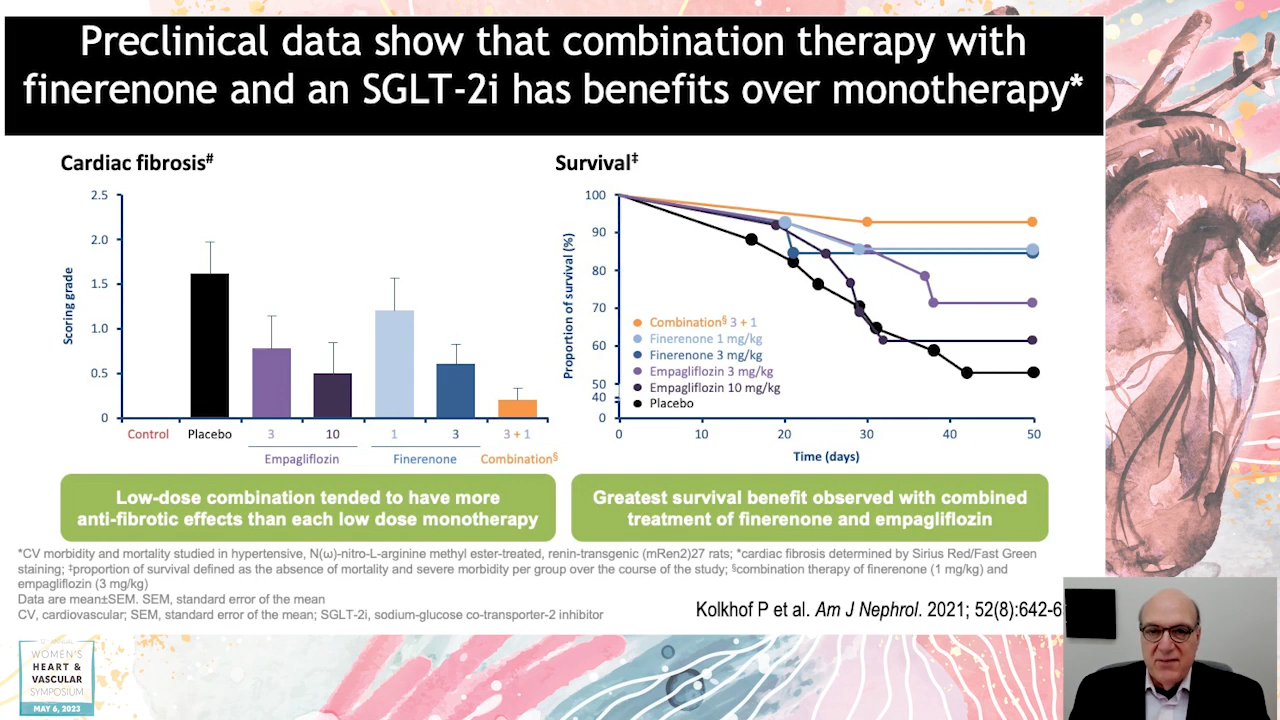 Preclinical data show that combination therapy with
finerenone and an SGLT-2i has benefits over monotherapy*
Cardiac fibrosis#
Scoring grade
2.5
2.0
1.5
1.0
0.5
0
Control
Placebo
3
10
1
3
3 + 1
Empagliflozin
Finerenone
Combination§
Low-dose combination tended to have more
anti-fibrotic effects than each low dose monotherapy
Survival‡
Proportion of survival (%)
100
90
80
70
60
50
40
0
Combination§ 3 + 1
Finerenone 1 mg/kg
Finerenone 3 mg/kg
Empagliflozin 3 mg/kg
Empagliflozin 10 mg/kg
Placebo
0
10
20
30
40
50
Time (days)
Greatest survival benefit observed with combined
treatment of finerenone and empagliflozin
*CV morbidity and mortality studied in hypertensive, N(ω)-nitro-L-arginine methyl ester-treated, renin-transgenic (mRen2)27 rats; *cardiac fibrosis determined by Sirius Red/Fast Green
staining; ‡proportion of survival defined as the absence of mortality and severe morbidity per group over the course of the study; §combination therapy of finerenone (1 mg/kg) and
empagliflozin (3 mg/kg)
Data are mean±SEM. SEM, standard error of the mean
CV, cardiovascular; SEM, standard error of the mean; SGLT-2i, sodium-glucose co-transporter-2 inhibitor
Kolkhof P et al. Am J Nephrol. 2021; 52(8):642-6
WOMEN'S
HEART &
VASCULAR
SYMPOSIUM
MAY 6, 2023